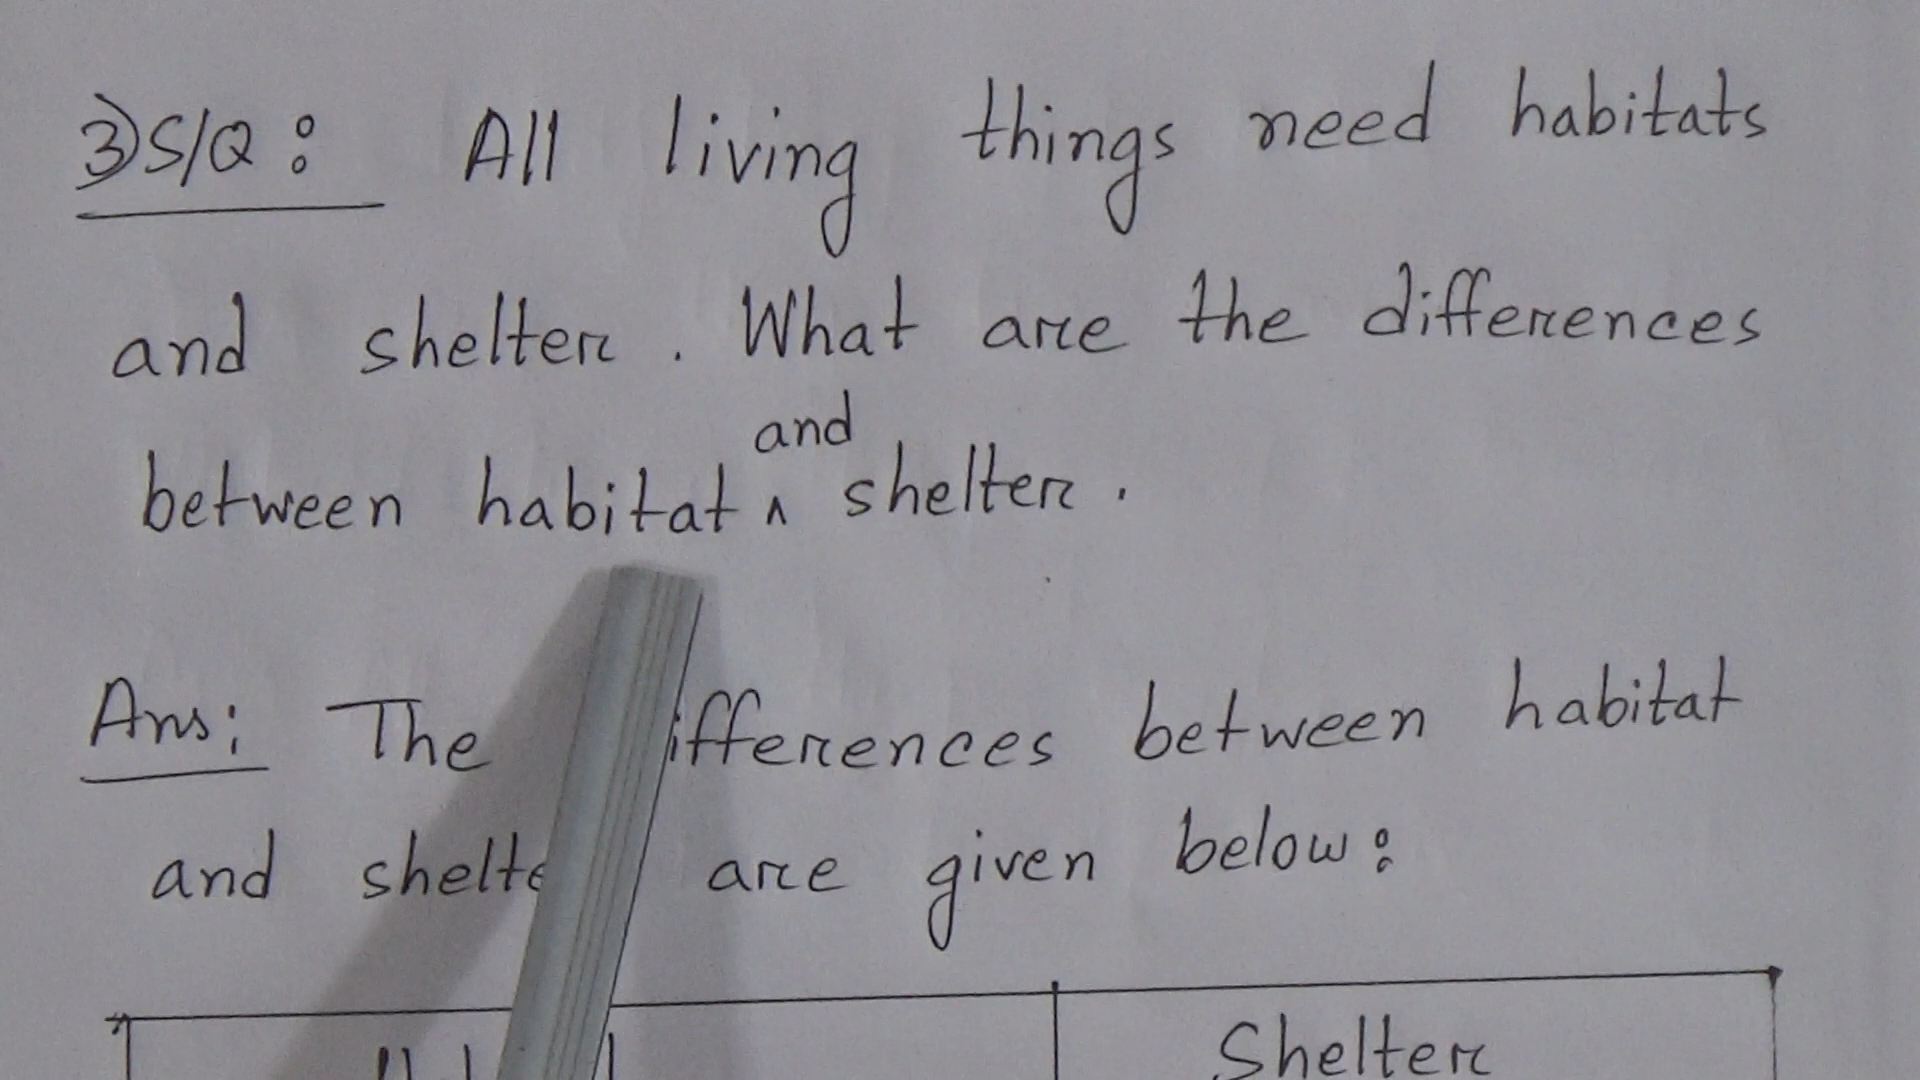 3) S/Q: All living things need habitats
and shelter. What are the differences
and
between habitat ^ shelter.
Ans: The ifferences between habitat
and shelte are given below:
Shelter